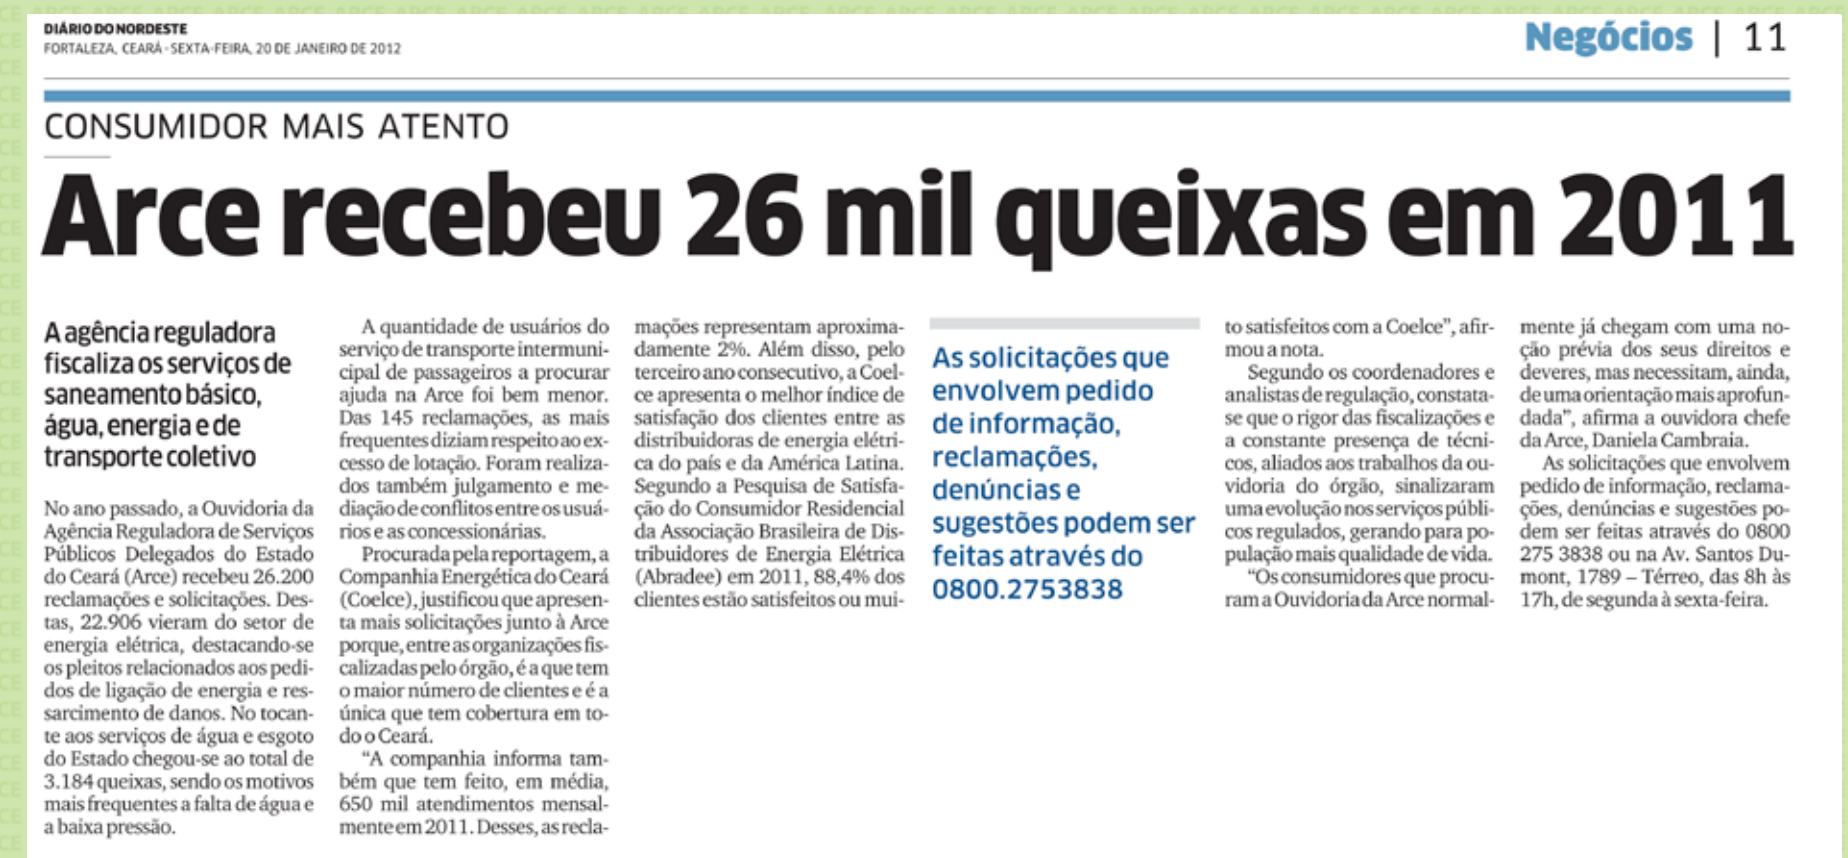 DIÁRIO DO NORDESTE
FORTALEZA, CEARÁ - SEXTA-FEIRA, 20 DE JANEIRO DE 2012
Negócios | 11
CONSUMIDOR MAIS ATENTO
Arce recebeu 26 mil queixas em 2011
A agência reguladora
fiscaliza os serviços de
saneamento básico,
água, energia e de
transporte coletivo
No ano passado, a Ouvidoria da
Agência Reguladora de Serviços
Públicos Delegados do Estado
do Ceará (Arce) recebeu 26.200
reclamações e solicitações. Des-
tas, 22.906 vieram do setor de
energia elétrica, destacando-se
os pleitos relacionados aos pedi-
dos de ligação de energia e res-
sarcimento de danos. No tocan-
te aos serviços de água e esgoto
do Estado chegou-se ao total de
3.184 queixas, sendo os motivos
mais frequentes a falta de água e
a baixa pressão.
A quantidade de usuários do
serviço de transporte intermuni-
cipal de passageiros a procurar
ajuda na Arce foi bem menor.
Das 145 reclamações, as mais
frequentes diziam respeito ao ex-
cesso de lotação. Foram realiza-
dos também julgamento e me-
diação de conflitos entre os usuá-
rios e as concessionárias.
Procurada pela reportagem, a
Companhia Energética do Ceará
(Coelce), justificou que apresen-
ta mais solicitações junto à Arce
porque, entre as organizações fis-
calizadas pelo órgão, é a que tem
o maior número de clientes e é a
única que tem cobertura em to-
do o Ceará.
"A companhia informa tam-
bém que tem feito, em média,
650 mil atendimentos mensal-
mente em 2011. Desses, as recla-
mações representam aproxima-
damente 2%. Além disso, pelo
terceiro ano consecutivo, a Coel-
ce apresenta o melhor índice de
satisfação dos clientes entre as
distribuidoras de energia elétri-
ca do país e da América Latina.
Segundo a Pesquisa de Satisfa-
ção do Consumidor Residencial
da Associação Brasileira de Dis-
tribuidores de Energia Elétrica
(Abradee) em 2011, 88,4% dos
clientes estão satisfeitos ou mui-
As solicitações que
envolvem pedido
de informação,
reclamações,
denúncias e
sugestões podem ser
feitas através do
0800.2753838
to satisfeitos com a Coelce", afir-
mou a nota.
Segundo os coordenadores e
analistas de regulação, constata-
se que o rigor das fiscalizações e
a constante presença de técni-
cos, aliados aos trabalhos da ou-
vidoria do órgão, sinalizaram
uma evolução nos serviços públi-
cos regulados, gerando para po-
pulação mais qualidade de vida.
"Os consumidores que procu-
ram a Ouvidoria da Arce normal-
mente já chegam com uma no-
ção prévia dos seus direitos e
deveres, mas necessitam, ainda,
de uma orientação mais aprofun-
dada", afirma a ouvidora chefe
da Arce, Daniela Cambraia.
As solicitações que envolvem
pedido de informação, reclama-
ções, denúncias e sugestões po-
dem ser feitas através do 0800
275 3838 ou na Av. Santos Du-
mont, 1789 – Térreo, das 8h às
17h, de segunda à sexta-feira.